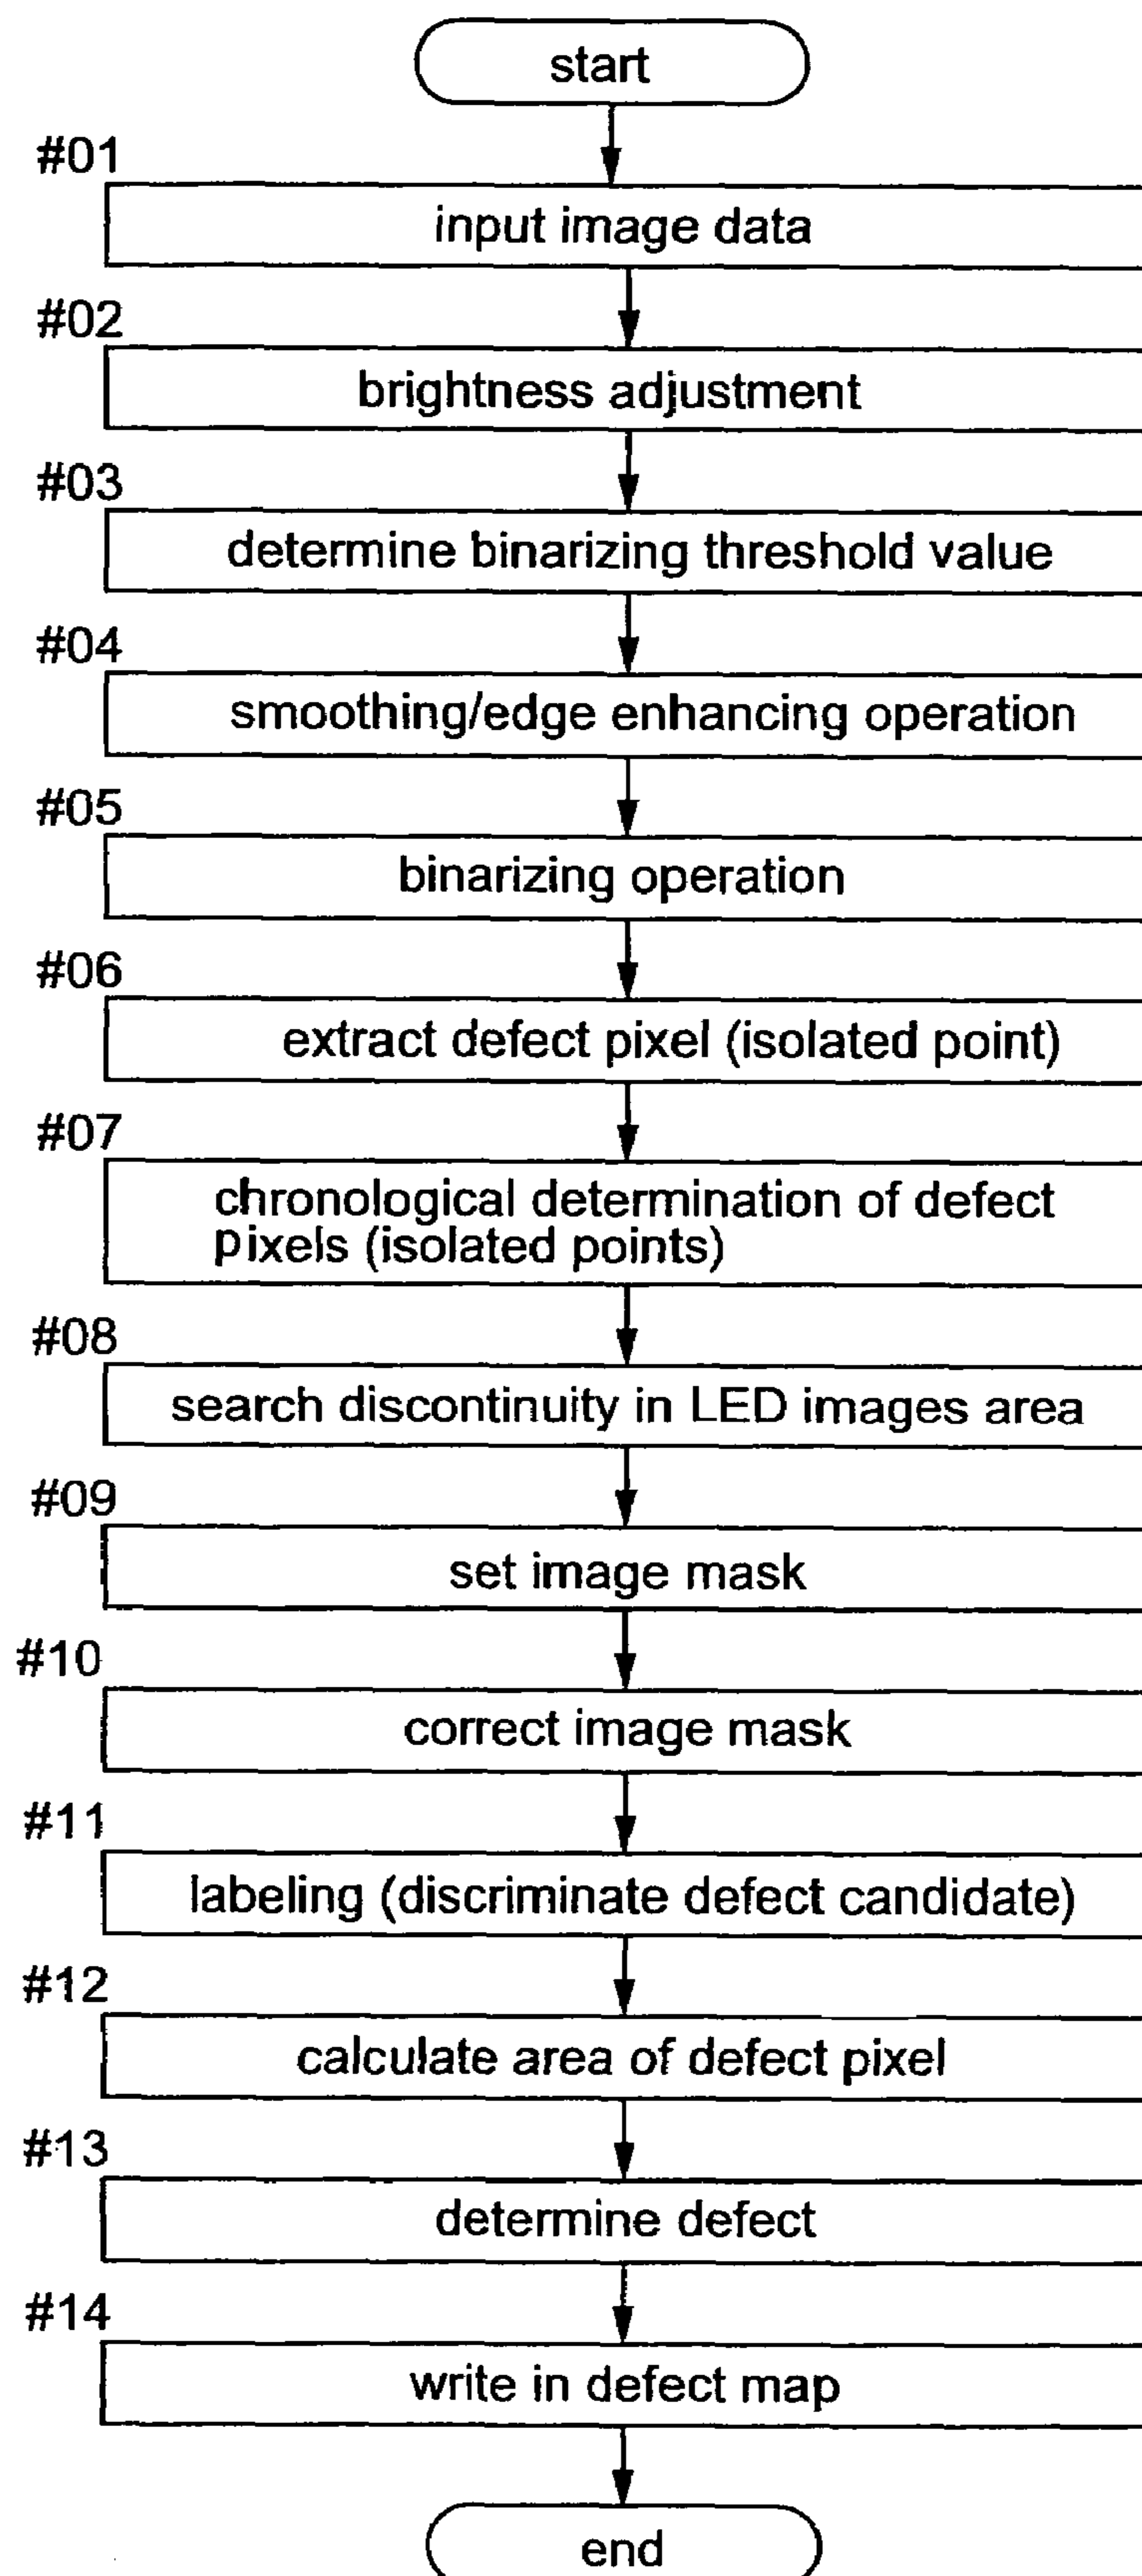 start
#01
input image data
#02
brightness adjustment
#03
determine binarizing threshold value
#04
smoothing/edge enhancing operation
#05
binarizing operation
#06
extract defect pixel (isolated point)
#07
chronological determination of defect
pixels (isolated points)
#08
search discontinuity in LED images area
#09
set image mask
#10
correct image mask
#11
labeling (discriminate defect candidate)
#12
calculate area of defect pixel
#13
determine defect
#14
write in defect map
end